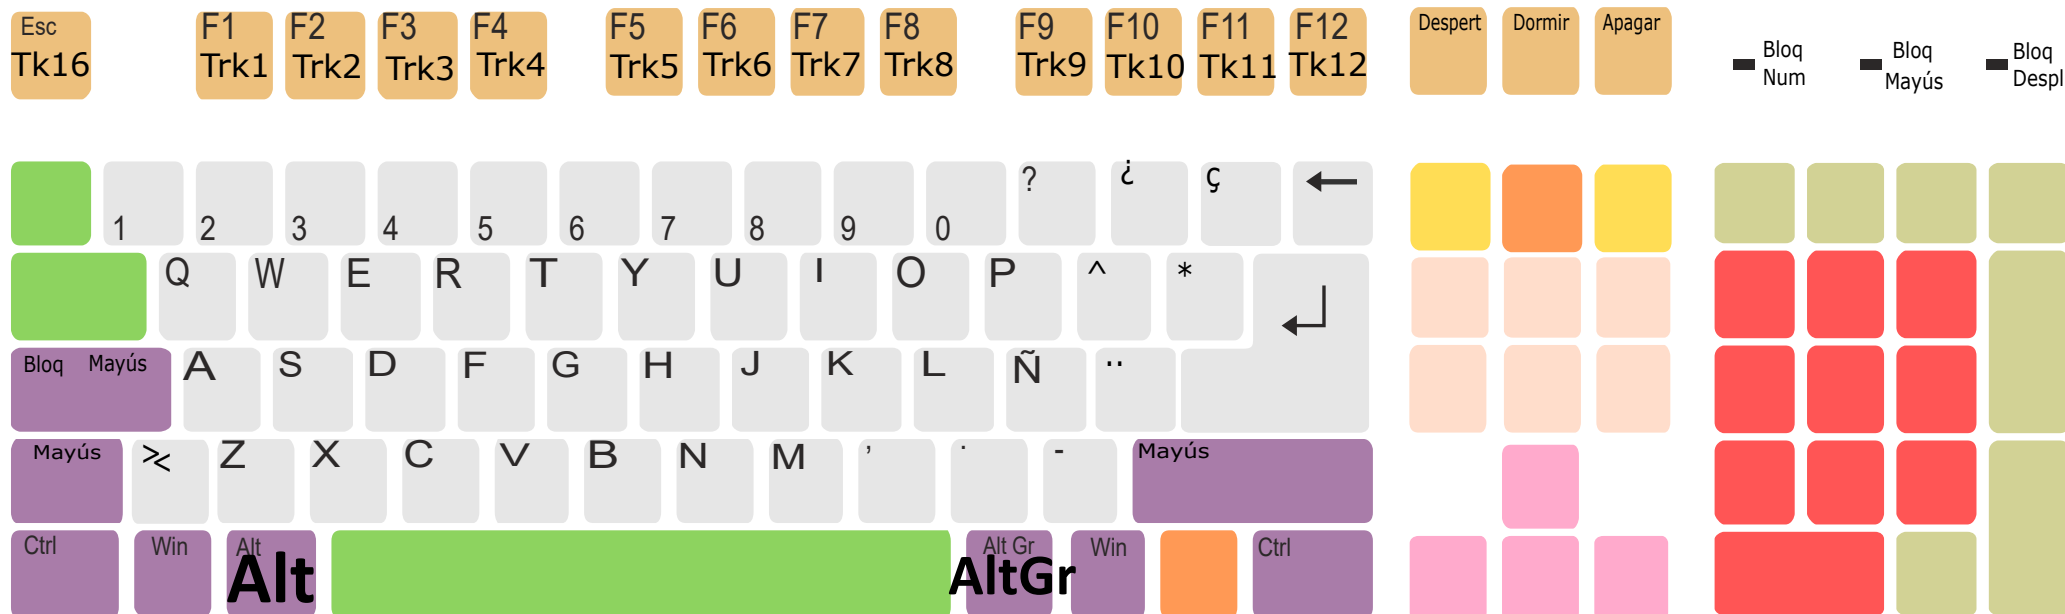 Esc F1 F2 F3 F4 F5 F6 F7 F8 F9 F10 F11 F12 Despert Dormir Apagar
Tk16 Trk1 Trk2 Trk3 Trk4 Trk5 Trk6 Trk7 Trk8 Trk9 Tk10 Tk11 Tk12
Bloq Bloq Bloq
Num Mayús Despl
? ¿ ç
1 2 3 4 5 6 7 8 9 0
Q W E R T Y U I O P ^ *
Bloq Mayús A S D F G H J K L Ñ ¨
Mayús >< Z X C V B N M , . - Mayús
Ctrl Win Alt Alt Gr Win Ctrl
Alt AltGr